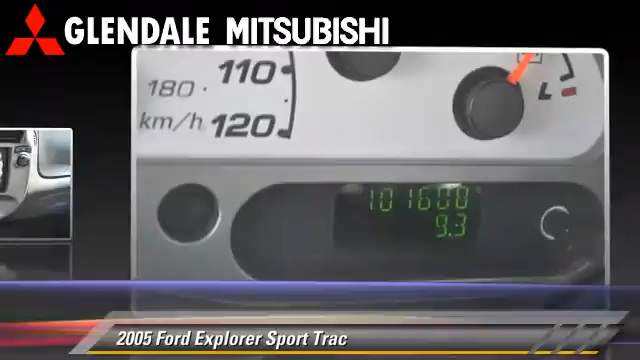 GLENDALE MITSUBISHI
110
180
km/h 120
L
101600
9.3
2005 Ford Explorer Sport Trac